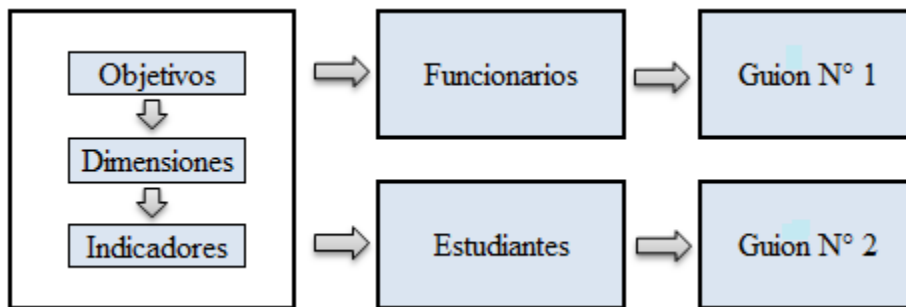 Objetivos
Dimensiones
Indicadores
Funcionarios
Guion N° 1
Estudiantes
Guion N° 2